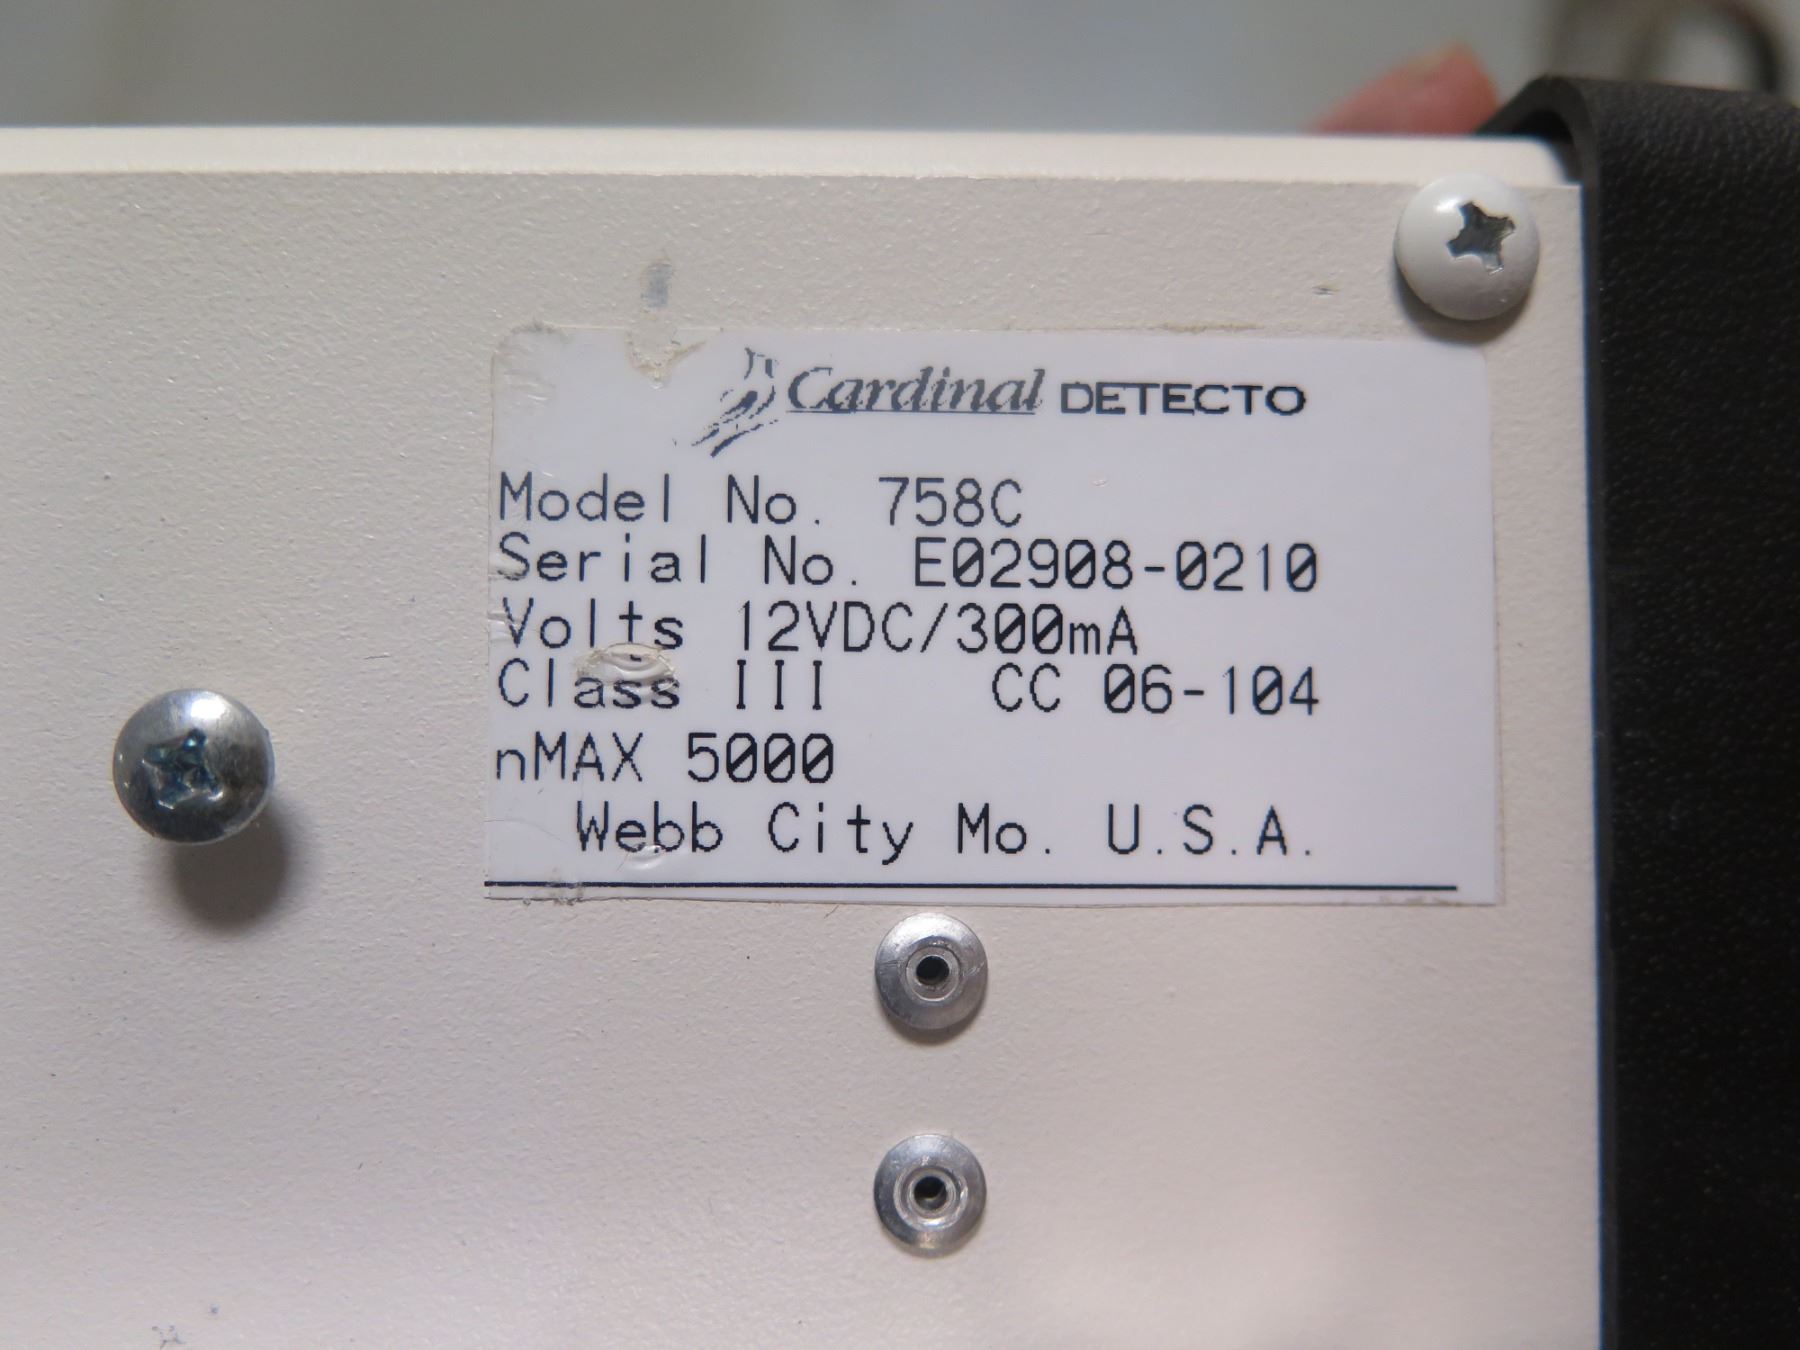 Cardinal DETECTO
Model No. 758C
Serial No. E02908-0210
Volts 12VDC/300mA
Class III CC 06-104
nMAX 5000
Webb City Mo. U.S.A.